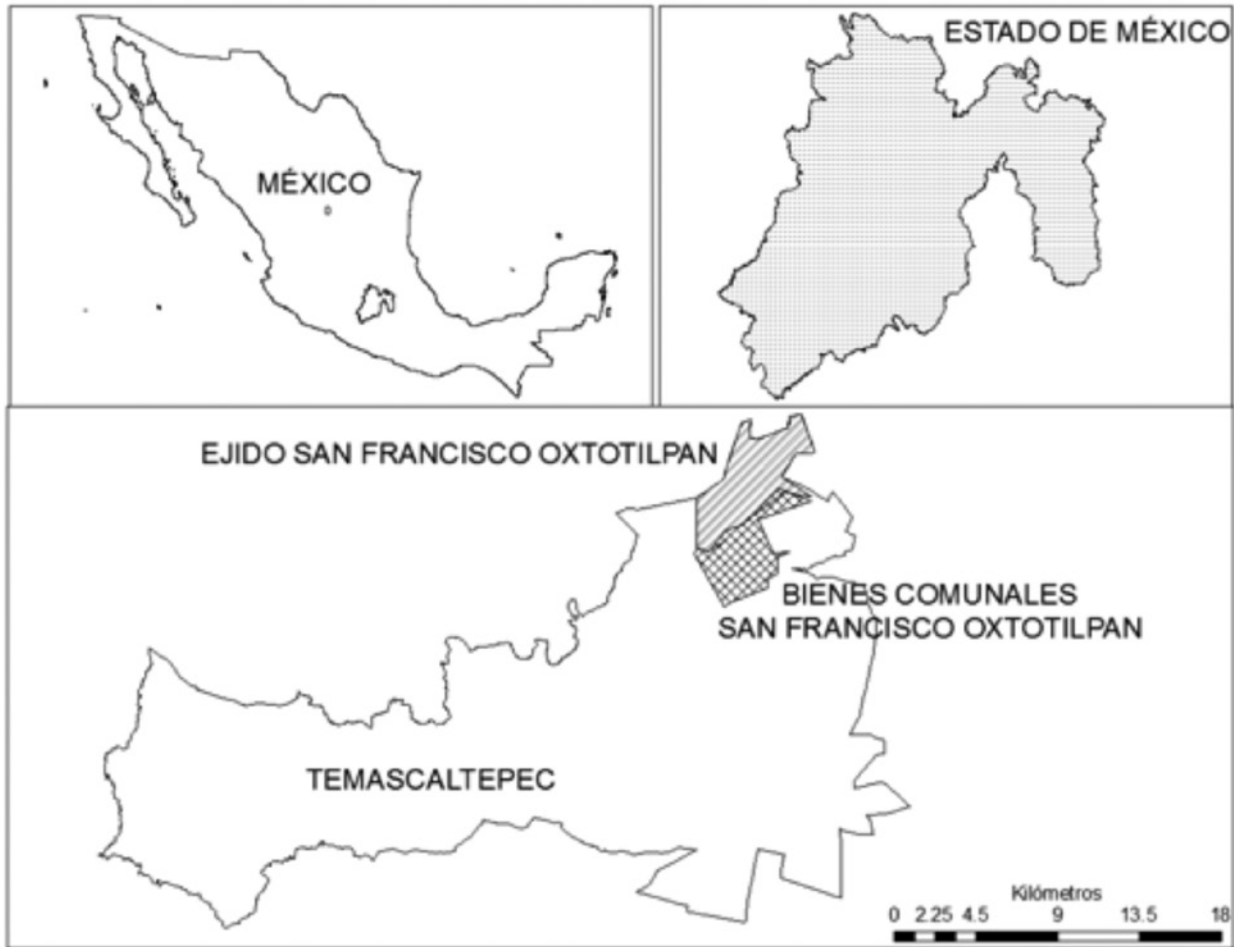 MÉXICO
ESTADO DE MÉXICO
EJIDO SAN FRANCISCO OXTOTILPAN
BIENES COMUNALES
SAN FRANCISCO OXTOTILPAN
TEMASCALTEPEC
Kilómetros
0 2.25 4.5 9 13.5 18